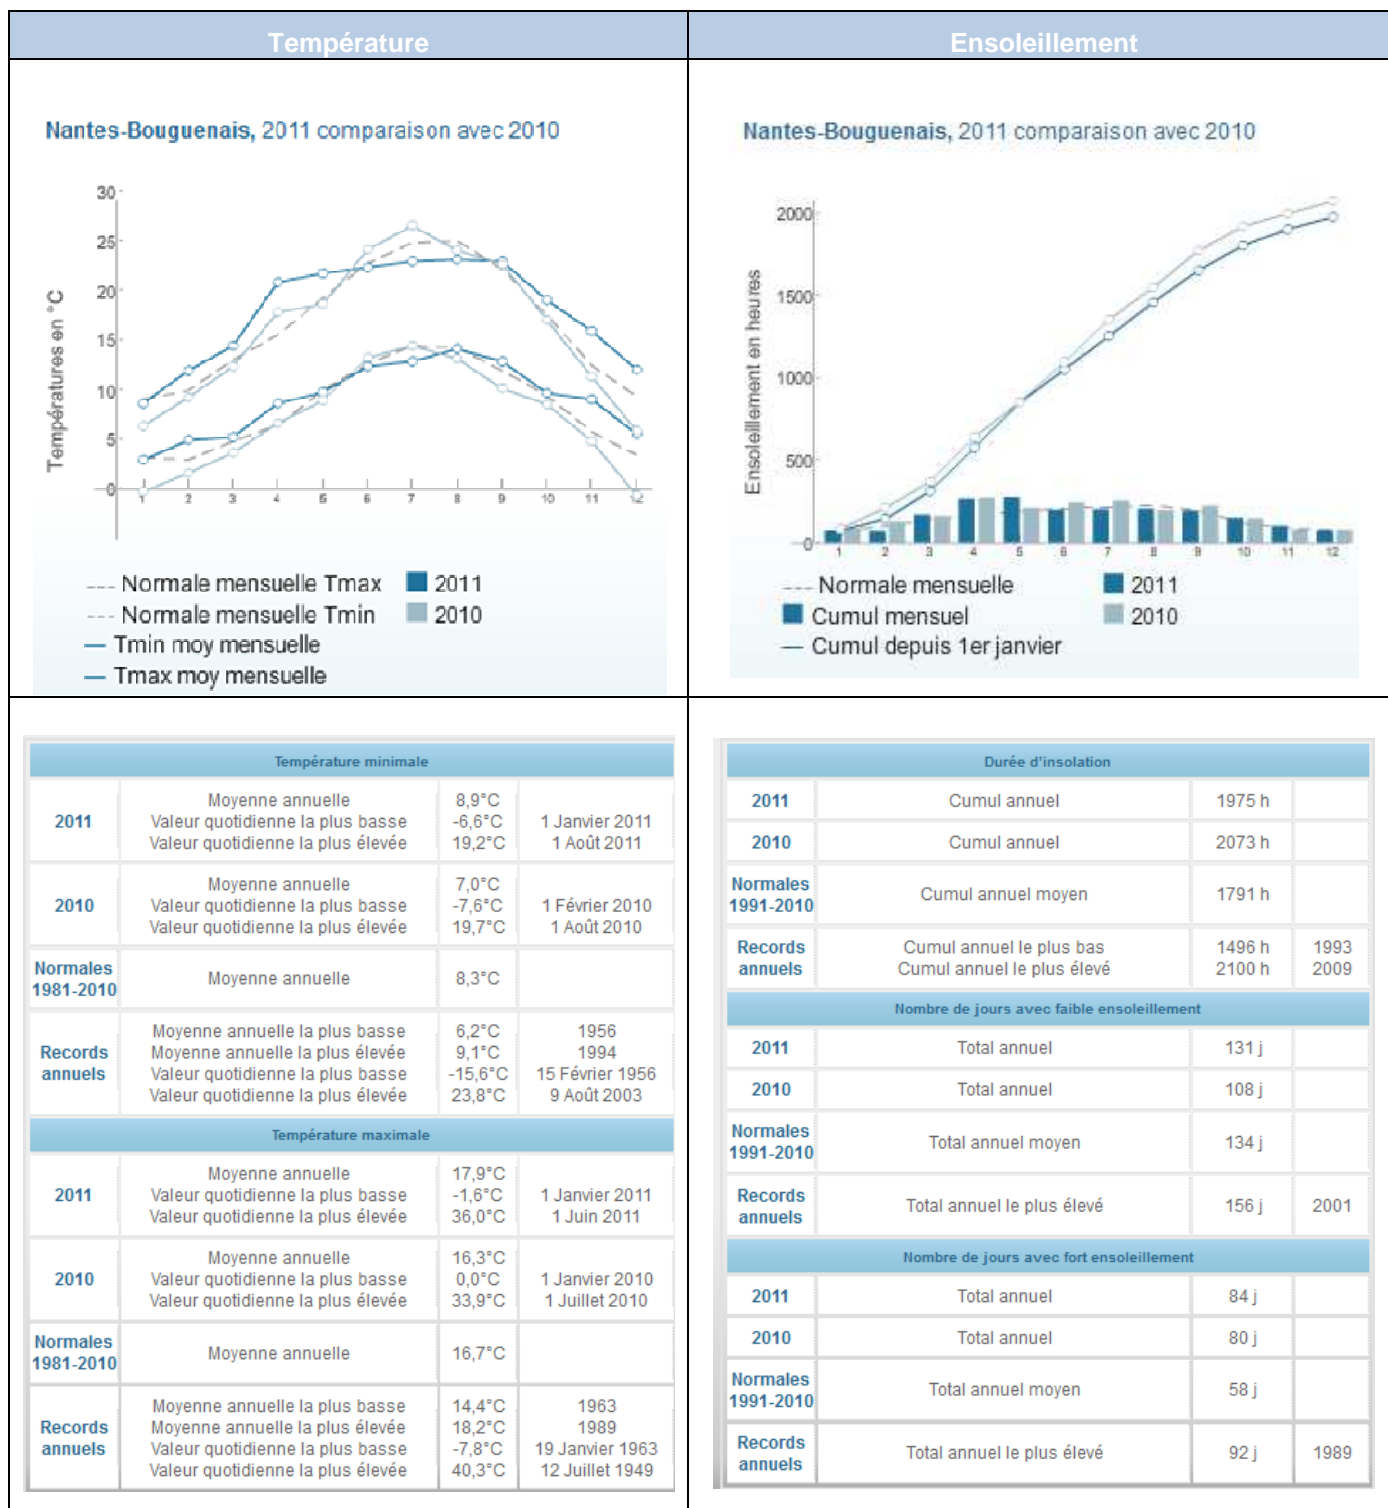 Température
Ensoleillement
Nantes-Bouguenais, 2011 comparaison avec 2010
30
25
20
15
10
5
0
Températures en °C
1 2 3 4 5 6 7 8 9 10 11 12
--- Normale mensuelle Tmax 2011
--- Normale mensuelle Tmin 2010
— Tmin moy mensuelle
— Tmax moy mensuelle
Nantes-Bouguenais, 2011 comparaison avec 2010
2000
1500
1000
500
0
Ensoleillement en heures
1 2 3 4 5 6 7 8 9 10 11 12
--- Normale mensuelle 2011
Cumul mensuel 2010
— Cumul depuis 1er janvier
Température minimale
2011
Moyenne annuelle 8,9°C
Valeur quotidienne la plus basse -6,6°C 1 Janvier 2011
Valeur quotidienne la plus élevée 19,2°C 1 Août 2011
2010
Moyenne annuelle 7,0°C
Valeur quotidienne la plus basse -7,6°C 1 Février 2010
Valeur quotidienne la plus élevée 19,7°C 1 Août 2010
Normales
1981-2010
Moyenne annuelle 8,3°C
Records
annuels
Moyenne annuelle la plus basse 6,2°C 1956
Moyenne annuelle la plus élevée 9,1°C 1994
Valeur quotidienne la plus basse -15,6°C 15 Février 1956
Valeur quotidienne la plus élevée 23,8°C 9 Août 2003
Température maximale
2011
Moyenne annuelle 17,9°C
Valeur quotidienne la plus basse -1,6°C 1 Janvier 2011
Valeur quotidienne la plus élevée 36,0°C 1 Juin 2011
2010
Moyenne annuelle 16,3°C
Valeur quotidienne la plus basse 0,0°C 1 Janvier 2010
Valeur quotidienne la plus élevée 33,9°C 1 Juillet 2010
Normales
1981-2010
Moyenne annuelle 16,7°C
Records
annuels
Moyenne annuelle la plus basse 14,4°C 1963
Moyenne annuelle la plus élevée 18,2°C 1989
Valeur quotidienne la plus basse -7,8°C 19 Janvier 1963
Valeur quotidienne la plus élevée 40,3°C 12 Juillet 1949
Durée d'insolation
2011 Cumul annuel 1975 h
2010 Cumul annuel 2073 h
Normales
1991-2010
Cumul annuel moyen 1791 h
Records
annuels
Cumul annuel le plus bas 1496 h 1993
Cumul annuel le plus élevé 2100 h 2009
Nombre de jours avec faible ensoleillement
2011 Total annuel 131 j
2010 Total annuel 108 j
Normales
1991-2010
Total annuel moyen 134 j
Records
annuels
Total annuel le plus élevé 156 j 2001
Nombre de jours avec fort ensoleillement
2011 Total annuel 84 j
2010 Total annuel 80 j
Normales
1991-2010
Total annuel moyen 58 j
Records
annuels
Total annuel le plus élevé 92 j 1989